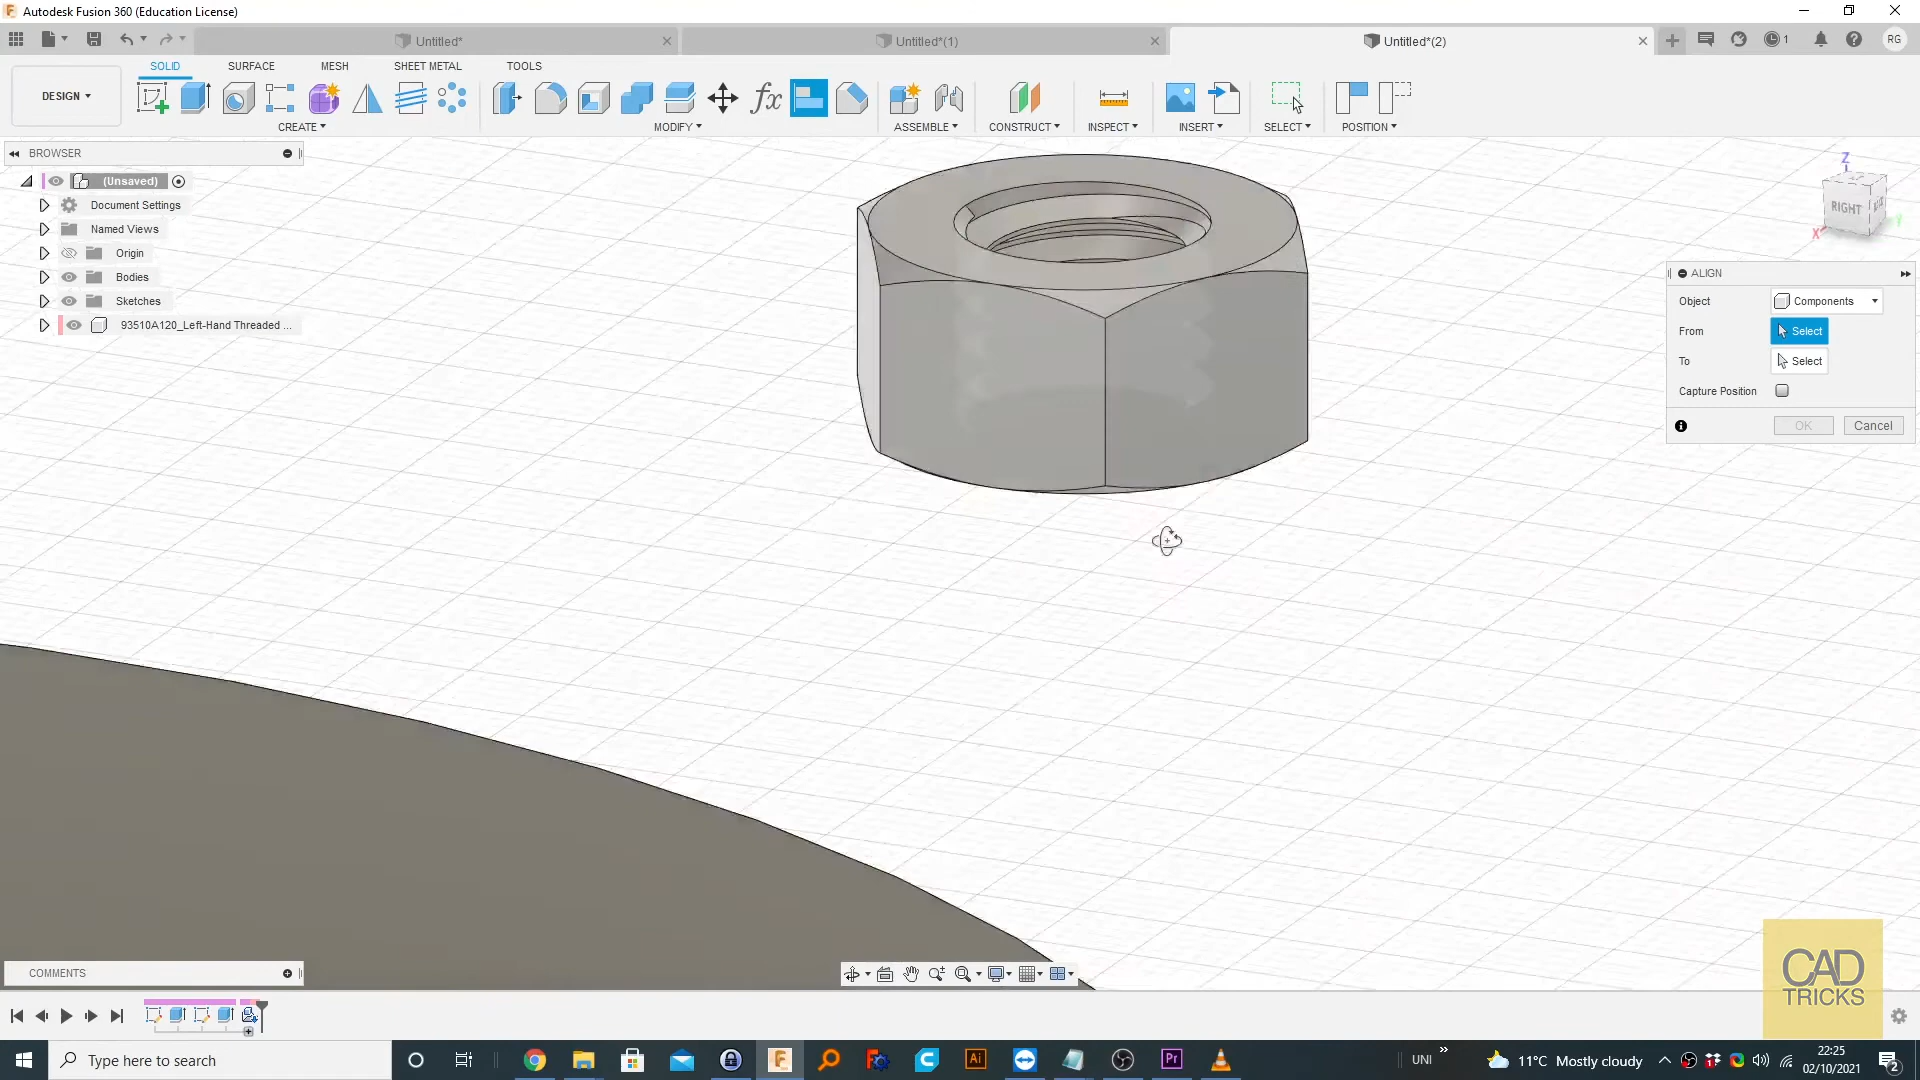 Autodesk Fusion 360 (Education License)
Untitled*
Untitled*(1)
Untitled*(2)
1
RG
SOLID
SURFACE
MESH
SHEET METAL
TOOLS
DESIGN
CREATE
MODIFY
ASSEMBLE
CONSTRUCT
INSPECT
INSERT
SELECT
POSITION
BROWSER
(Unsaved)
Document Settings
Named Views
Origin
Bodies
Sketches
93510A120_Left-Hand Threaded ...
Z
RIGHT
X
ALIGN
Object
Components
From
Select
To
Select
Capture Position
OK
Cancel
COMMENTS
CAD
TRICKS
Type here to search
UNI
11°C Mostly cloudy
22:25
02/10/2021
2